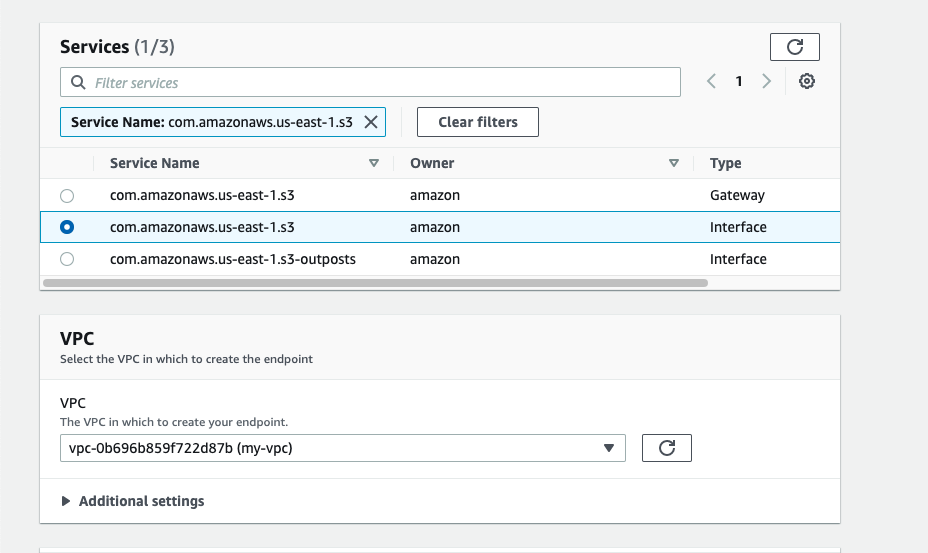 Services (1/3)
Filter services
1
Service Name: com.amazonaws.us-east-1.s3
Clear filters
Service Name Owner Type
com.amazonaws.us-east-1.s3 amazon Gateway
com.amazonaws.us-east-1.s3 amazon Interface
com.amazonaws.us-east-1.s3-outposts amazon Interface
VPC
Select the VPC in which to create the endpoint
VPC
The VPC in which to create your endpoint.
vpc-0b696b859f722d87b (my-vpc)
Additional settings